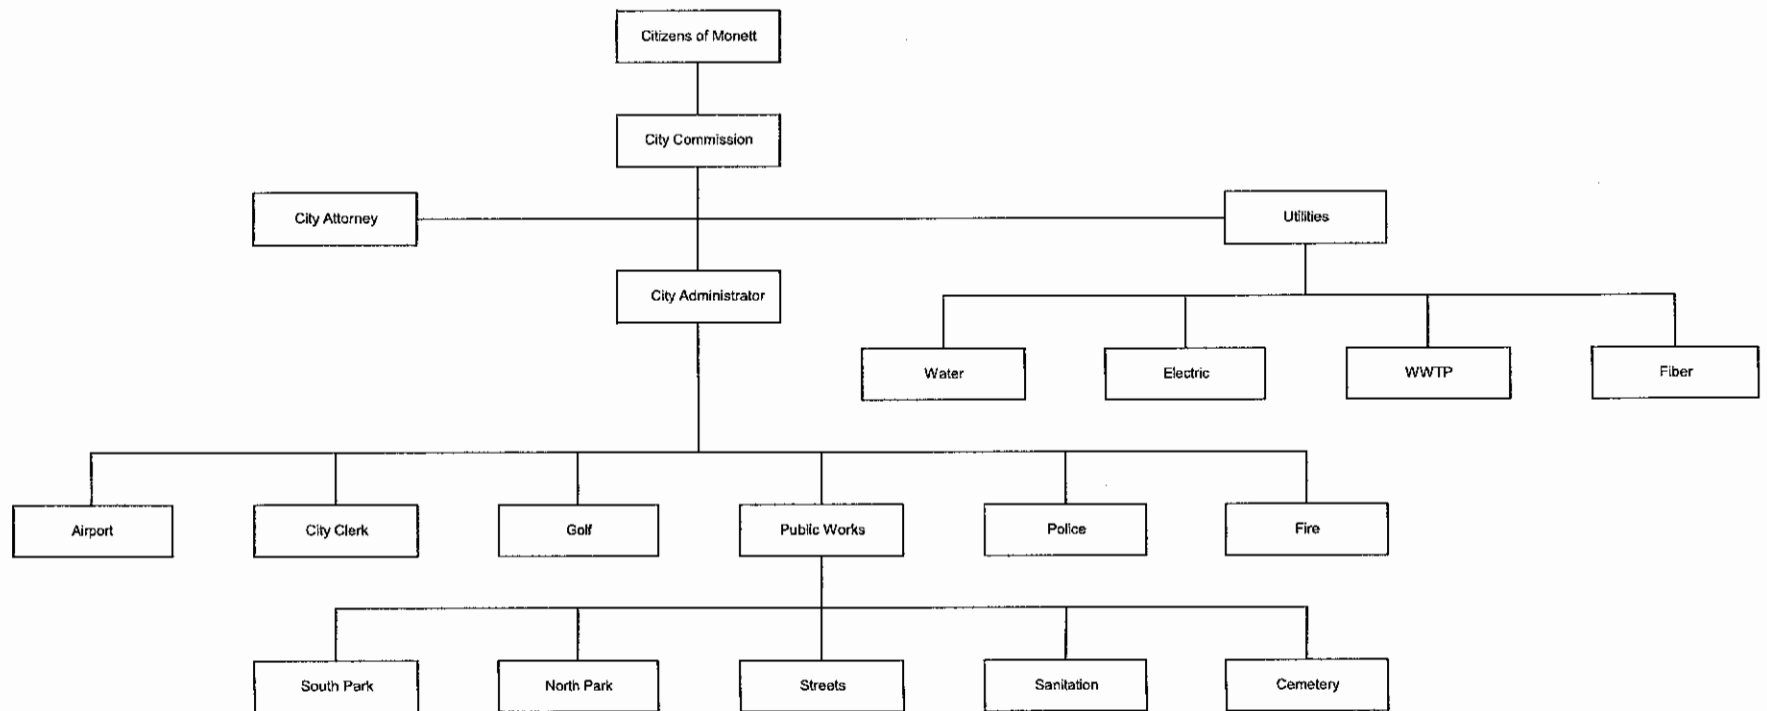 Citizens of Monett
City Commission
City Attorney
Utilities
City Administrator
Water
Electric
WWTP
Fiber
Airport
City Clerk
Golf
Public Works
Police
Fire
South Park
North Park
Streets
Sanitation
Cemetery